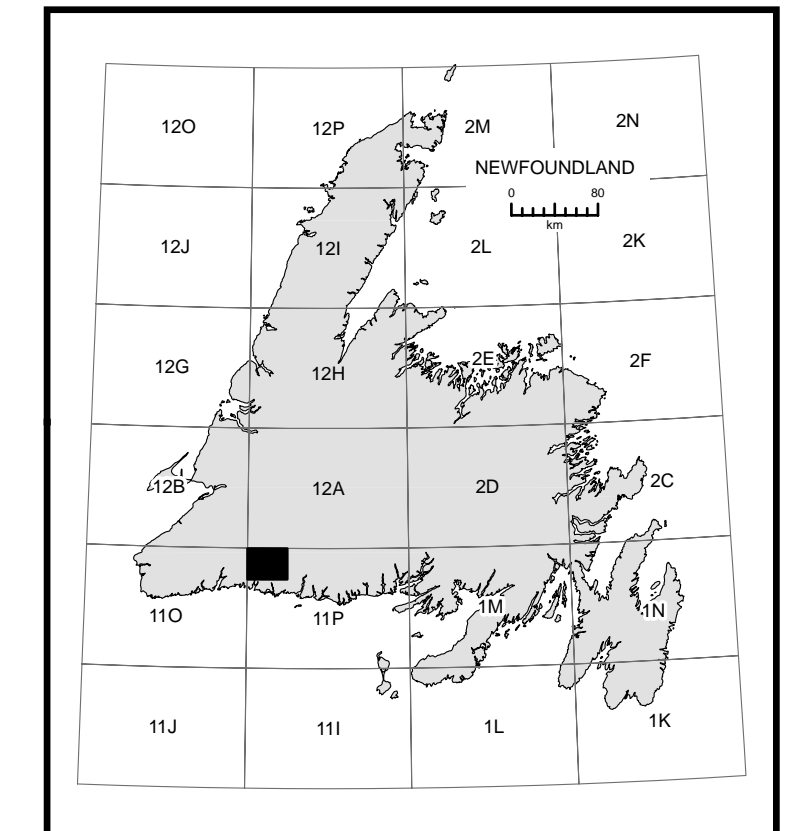 12O 12P 2M 2N
NEWFOUNDLAND
0 80
km
12J 12I 2L 2K
12G 12H 2E 2F
12B 12A 2D 2C
11O 11P 1M 1N
11J 11I 1L 1K